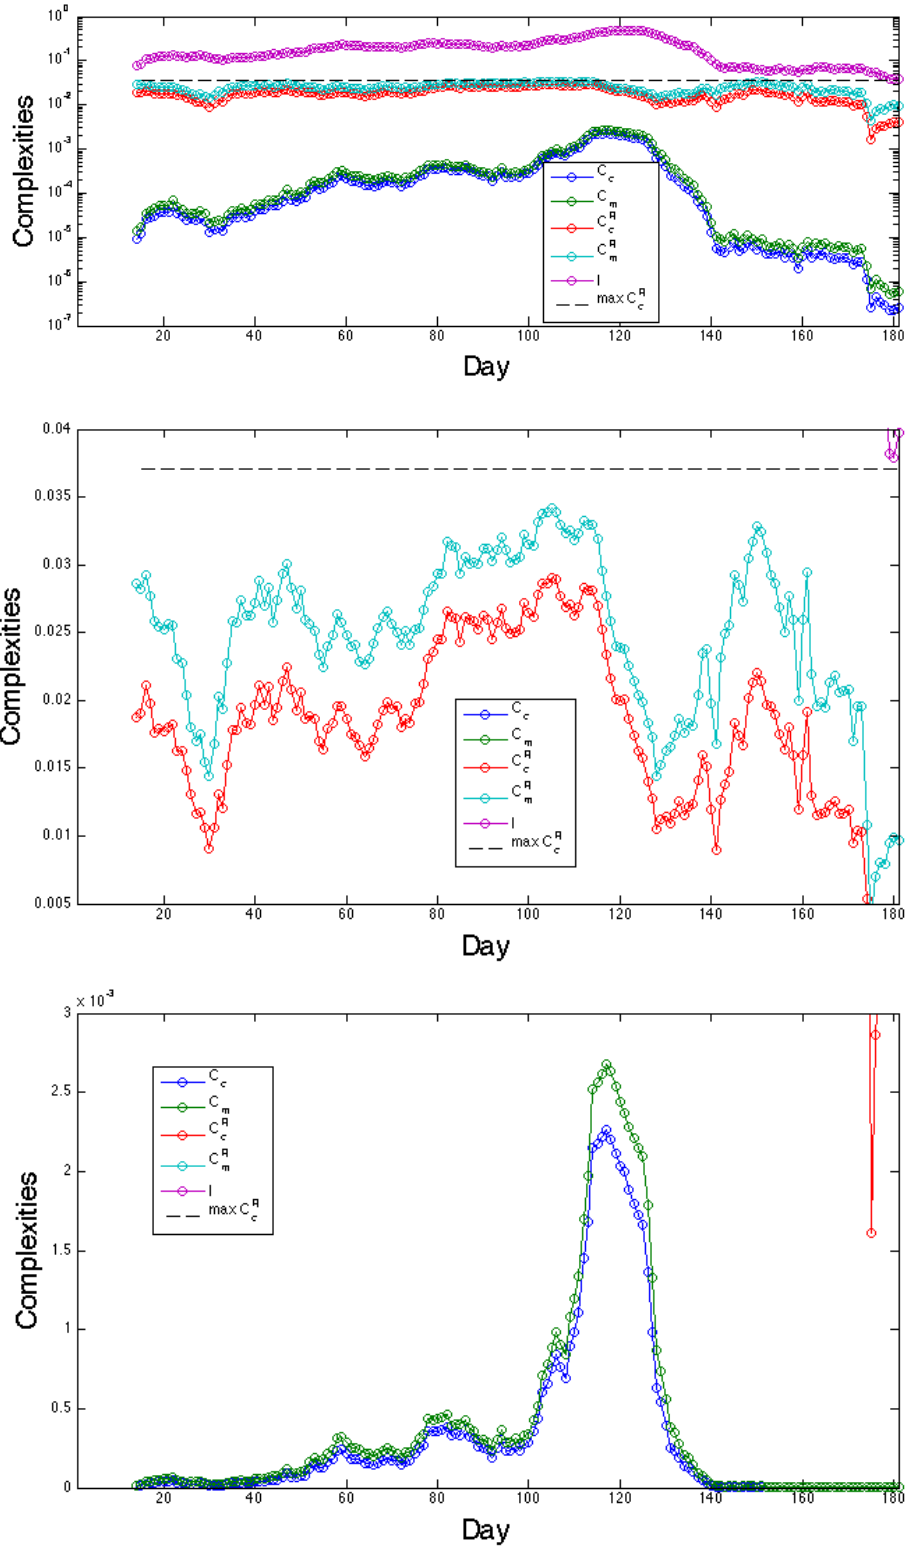 10⁰
10⁻¹
10⁻²
10⁻³
10⁻⁴
10⁻⁵
10⁻⁶
10⁻⁷
Complexities
C_c
C_m
C_c^R
C_m^R
I
max C_c^R
20 40 60 80 100 120 140 160 180
Day
0.04
0.035
0.03
0.025
0.02
0.015
0.01
0.005
Complexities
C_c
C_m
C_c^R
C_m^R
I
max C_c^R
20 40 60 80 100 120 140 160 180
Day
3 × 10⁻³
2.5
2
1.5
1
0.5
0
Complexities
C_c
C_m
C_c^R
C_m^R
I
max C_c^R
20 40 60 80 100 120 140 160 180
Day